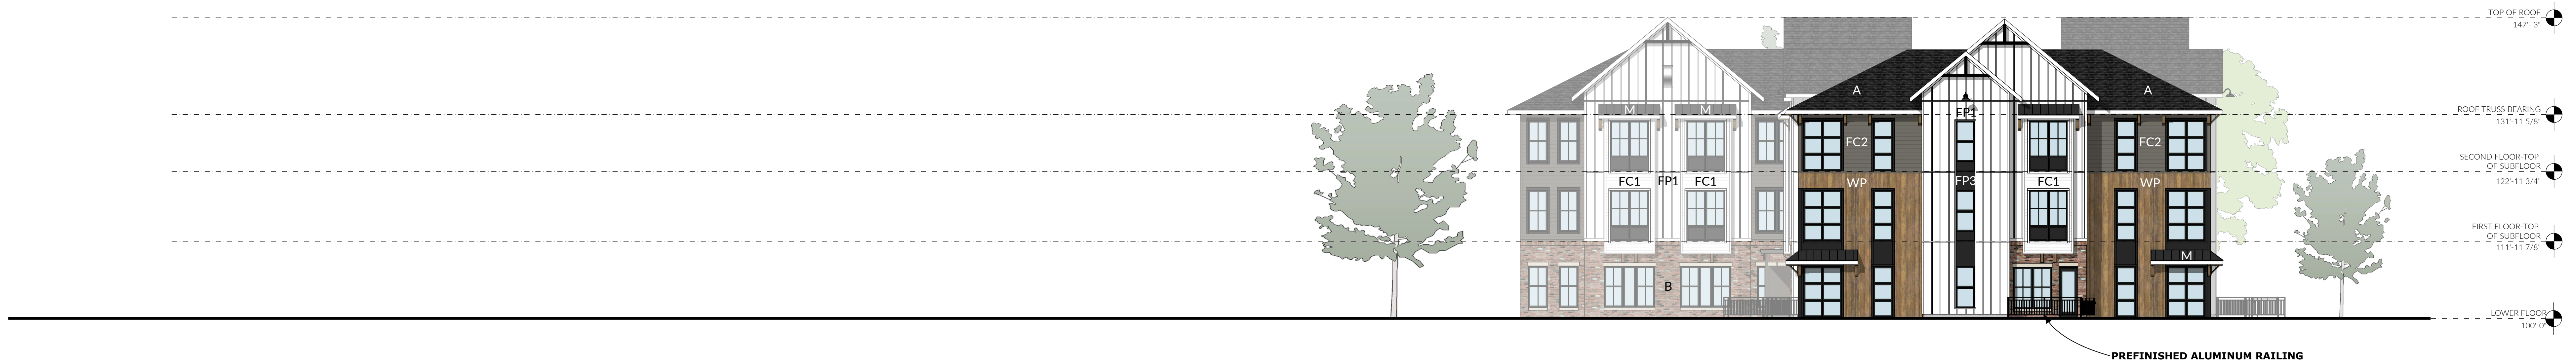 TOP OF ROOF
147'- 3"
A
A
M
M
FP1
ROOF TRUSS BEARING
131'-11 5/8"
FC2
FC2
SECOND FLOOR-TOP
OF SUBFLOOR
122'-11 3/4"
FC1
FP1
FC1
WP
FP3
FC1
WP
FIRST FLOOR-TOP
OF SUBFLOOR
111'-11 7/8"
M
B
LOWER FLOOR
100'-0"
PREFINISHED ALUMINUM RAILING